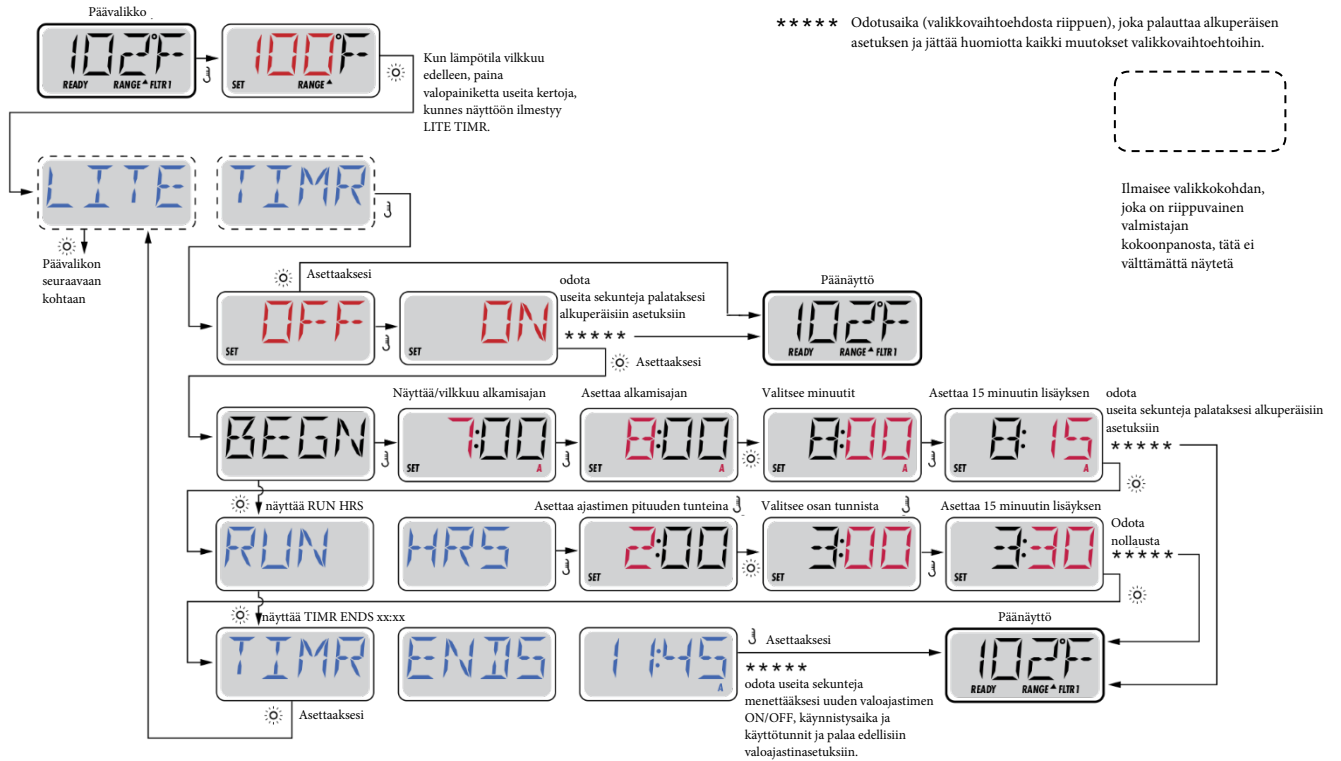 Päävalikko
102°F
READY RANGE FLTR1
100°F
SET RANGE
Kun lämpötila vilkkuu
edelleen, paina
valopainiketta useita kertoja,
kunnes näyttöön ilmestyy
LITE TIMR.
***** Odotusaika (valikkovaihtoehdosta riippuen), joka palauttaa alkuperäisen
asetuksen ja jättää huomiotta kaikki muutokset valikkovaihtoehtoihin.
Ilmaisee valikkokohdan,
joka on riippuvainen
valmistajan
kokoonpanosta, tätä ei
välttämättä näytetä
LITE
TIMR
Päävalikon
seuraavaan
kohtaan
Asettaaksesi
OFF
SET
ON
SET
odota
useita sekunteja palataksesi
alkuperäisiin asetuksiin
*****
Asettaaksesi
Päänäyttö
102°F
READY RANGE FLTR1
BEGN
Näyttää/vilkkuu alkamisajan
7:00
SET A
Asettaa alkamisajan
8:00
SET A
Valitsee minuutit
8:00
SET A
Asettaa 15 minuutin lisäyksen
8:15
SET A
odota
useita sekunteja palataksesi alkuperäisiin
asetuksiin
*****
näyttää RUN HRS
RUN
HRS
Asettaa ajastimen pituuden tunteina
2:00
SET
Valitsee osan tunnista
3:00
SET
Asettaa 15 minuutin lisäyksen
3:30
SET
Odota
nollausta
*****
näyttää TIMR ENDS xx:xx
TIMR
ENDS
11:45
A
Asettaaksesi
Asettaaksesi
*****
odota useita sekunteja
menettääksesi uuden valoajastimen
ON/OFF, käynnistysaika ja
käyttötunnit ja palaa edellisiin
valoajastinasetuksiin.
Päänäyttö
102°F
READY RANGE FLTR1